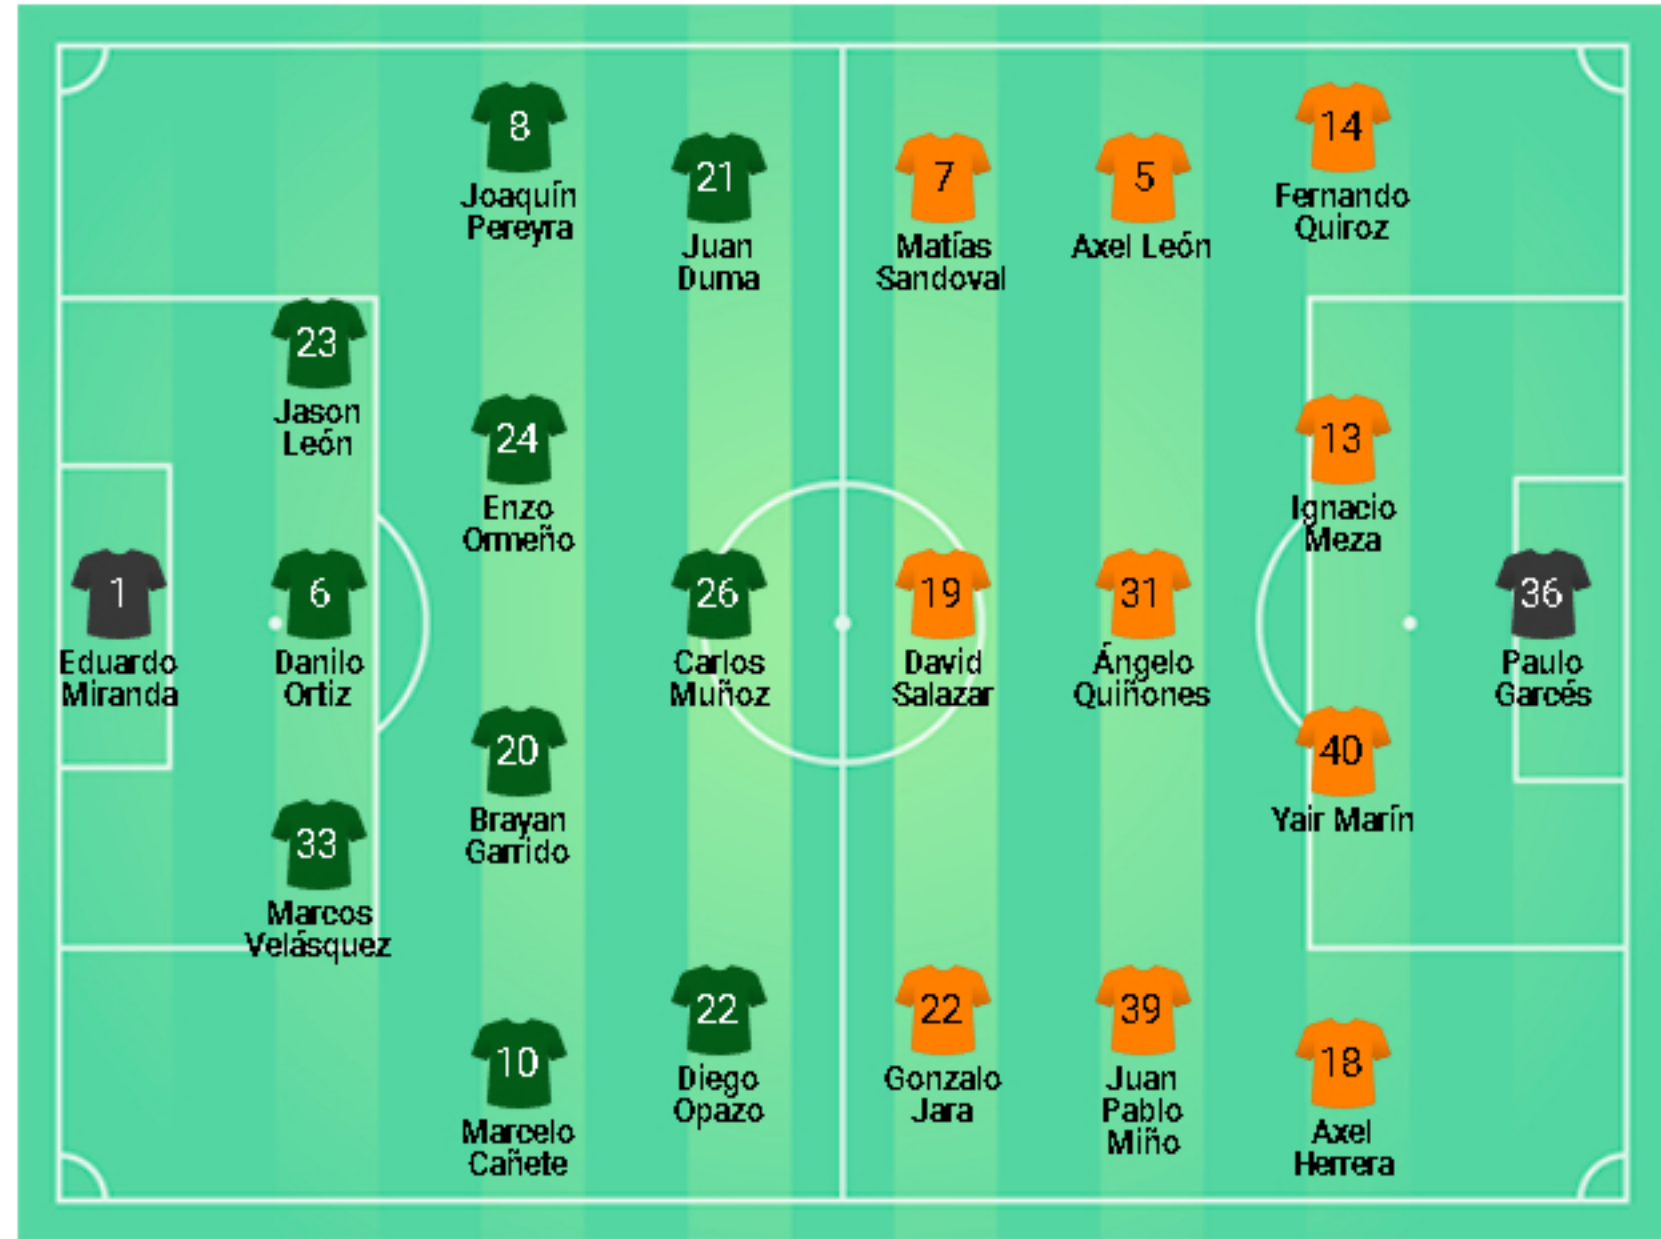 8
Joaquín
Pereyra
21
Juan
Duma
7
Matías
Sandoval
5
Axel León
14
Fernando
Quiroz
23
Jason
León
24
Enzo
Ormeño
13
Ignacio
Meza
1
Eduardo
Miranda
6
Danilo
Ortiz
26
Carlos
Muñoz
19
David
Salazar
31
Ángelo
Quiñones
36
Paulo
Garcés
20
Brayan
Garrido
40
Yair Marín
33
Marcos
Velásquez
10
Marcelo
Cañete
22
Diego
Opazo
22
Gonzalo
Jara
39
Juan
Pablo
Miño
18
Axel
Herrera